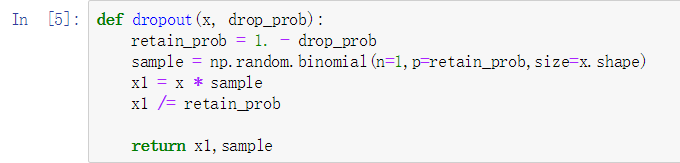 In [5]: def dropout(x, drop_prob):
    retain_prob = 1. - drop_prob
    sample = np.random.binomial(n=1,p=retain_prob,size=x.shape)
    x1 = x * sample
    x1 /= retain_prob

    return x1,sample